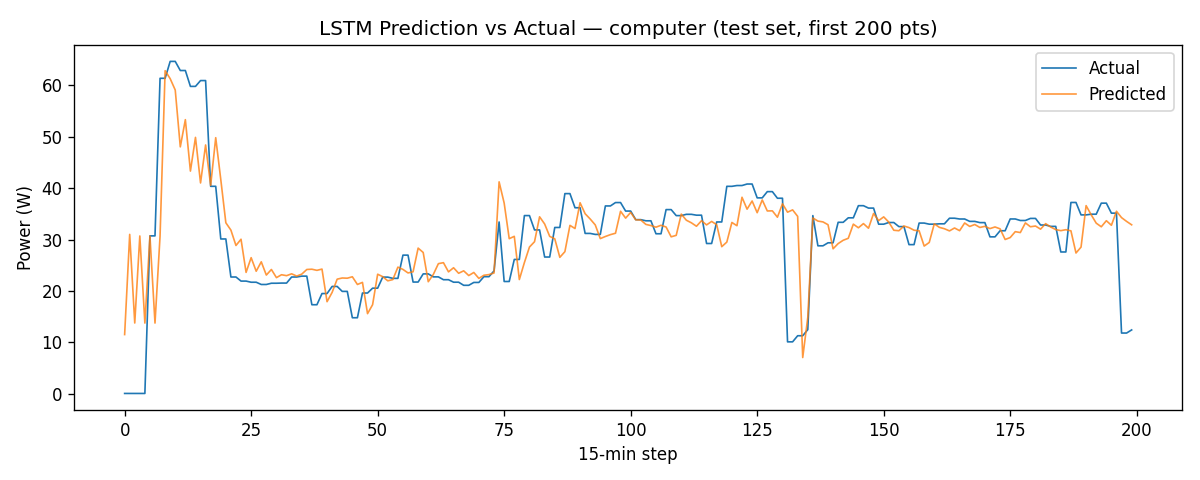 LSTM Prediction vs Actual — computer (test set, first 200 pts)
Actual
Predicted
Power (W)
60
50
40
30
20
10
0
0 25 50 75 100 125 150 175 200
15-min step